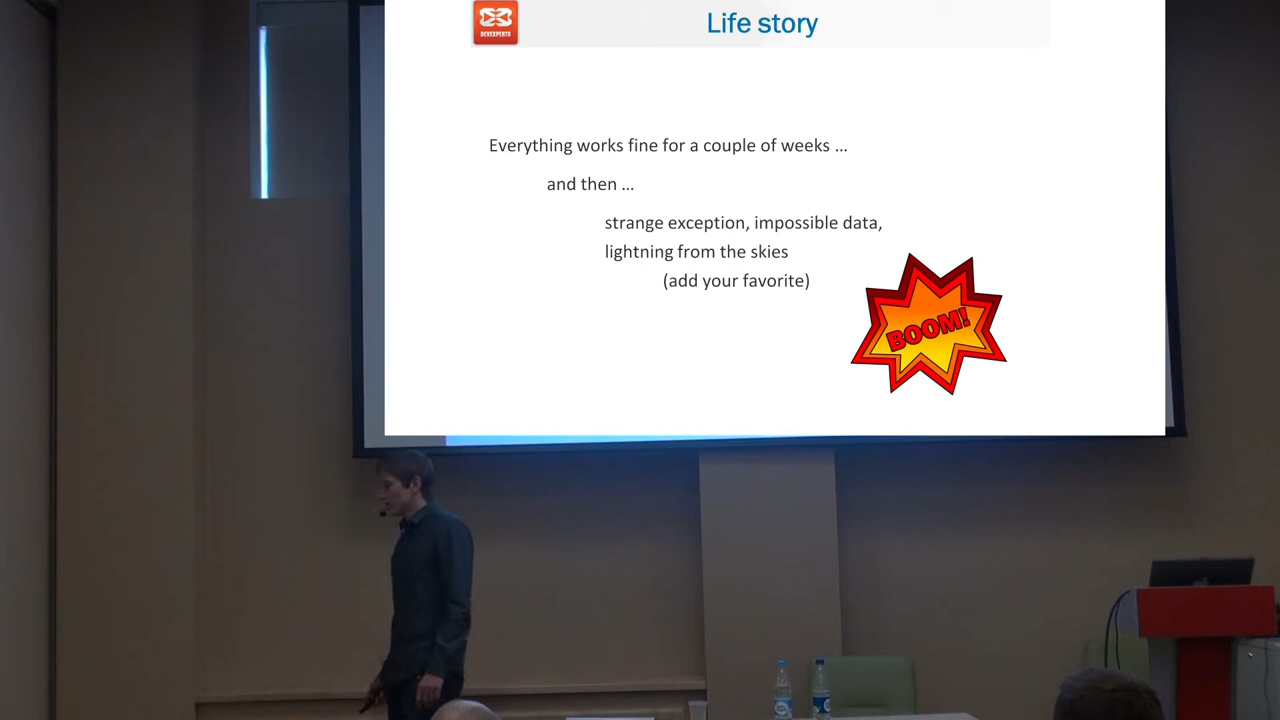 DEVEXPERTS
Life story
Everything works fine for a couple of weeks ...
and then ...
strange exception, impossible data,
lightning from the skies
(add your favorite)
BOOM!